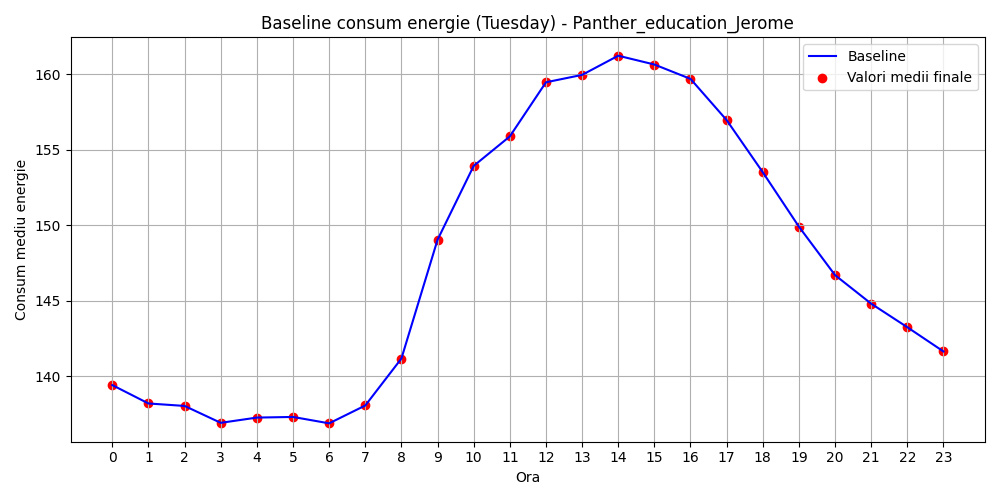 Baseline consum energie (Tuesday) - Panther_education_Jerome
Baseline
Valori medii finale
Consum mediu energie
160
155
150
145
140
0 1 2 3 4 5 6 7 8 9 10 11 12 13 14 15 16 17 18 19 20 21 22 23
Ora